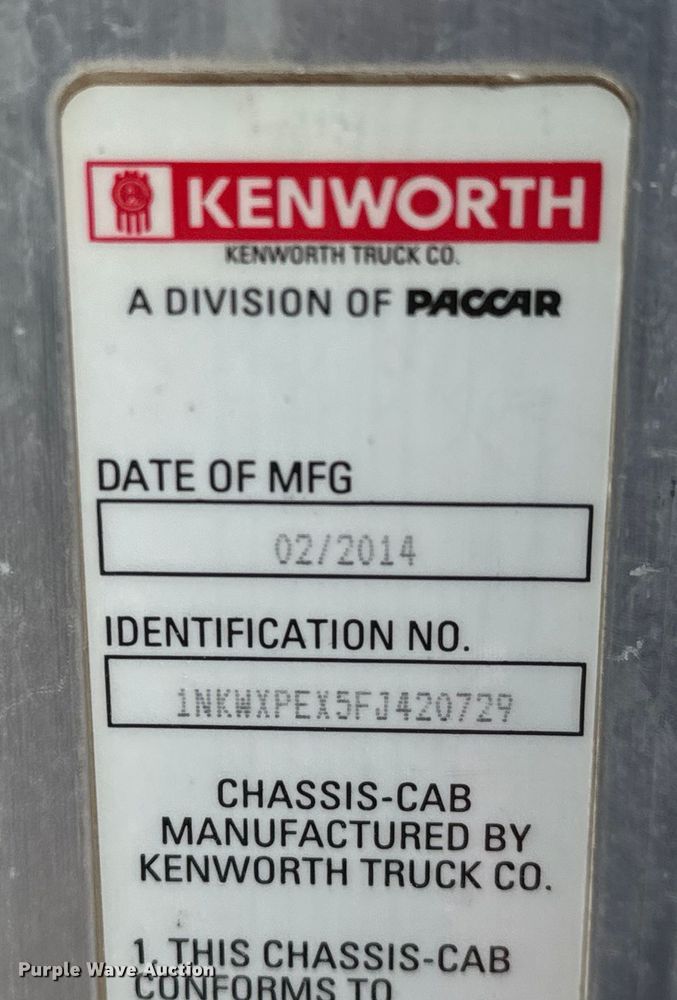 KENWORTH
KENWORTH TRUCK CO.
A DIVISION OF PACCAR
DATE OF MFG
02/2014
IDENTIFICATION NO.
1NKWXPEX5FJ420729
CHASSIS-CAB
MANUFACTURED BY
KENWORTH TRUCK CO.
1. THIS CHASSIS-CAB
CONFORMS TO
Purple Wave Auction